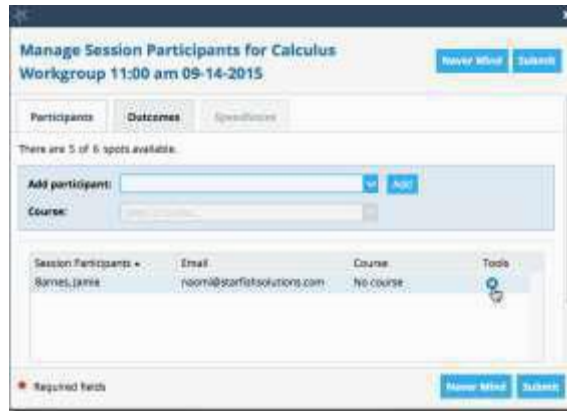 Manage Session Participants for Calculus
Workgroup 11:00 am 09-14-2015
Never Mind Submit
Participants Outcomes SpeedNotes
There are 5 of 6 spots available.
Add participant: Add
Course:
Session Participants Email Course Tools
Barnes, Jamie naomi@starfishsolutions.com No course
Required fields
Never Mind Submit